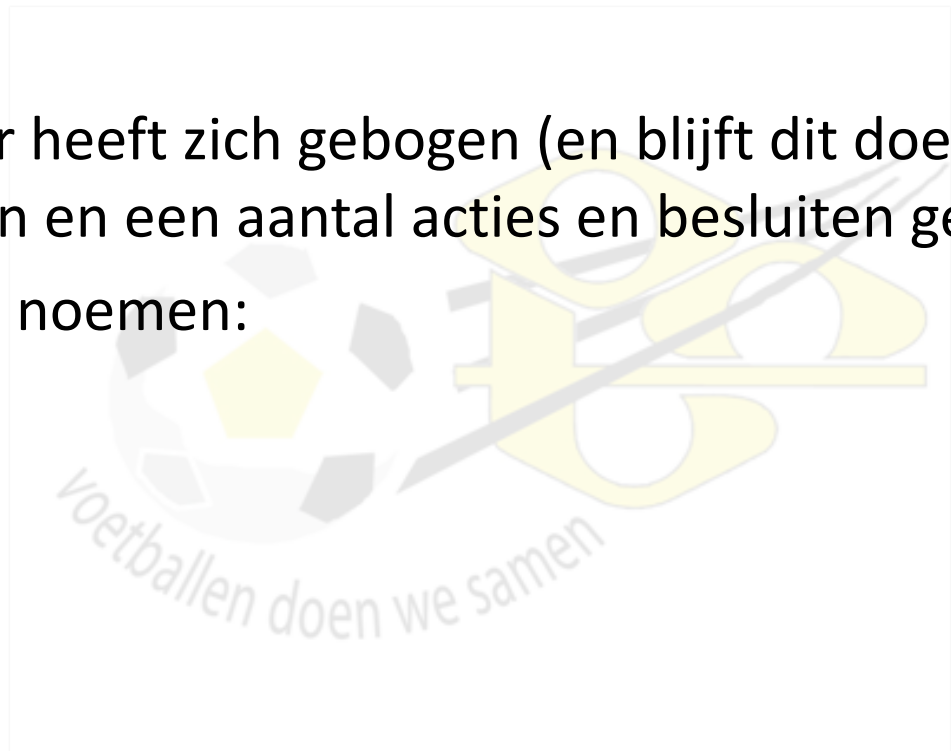 r heeft zich gebogen (en blijft dit doe
n en een aantal acties en besluiten ge
noemen:
voetballen doen we samen